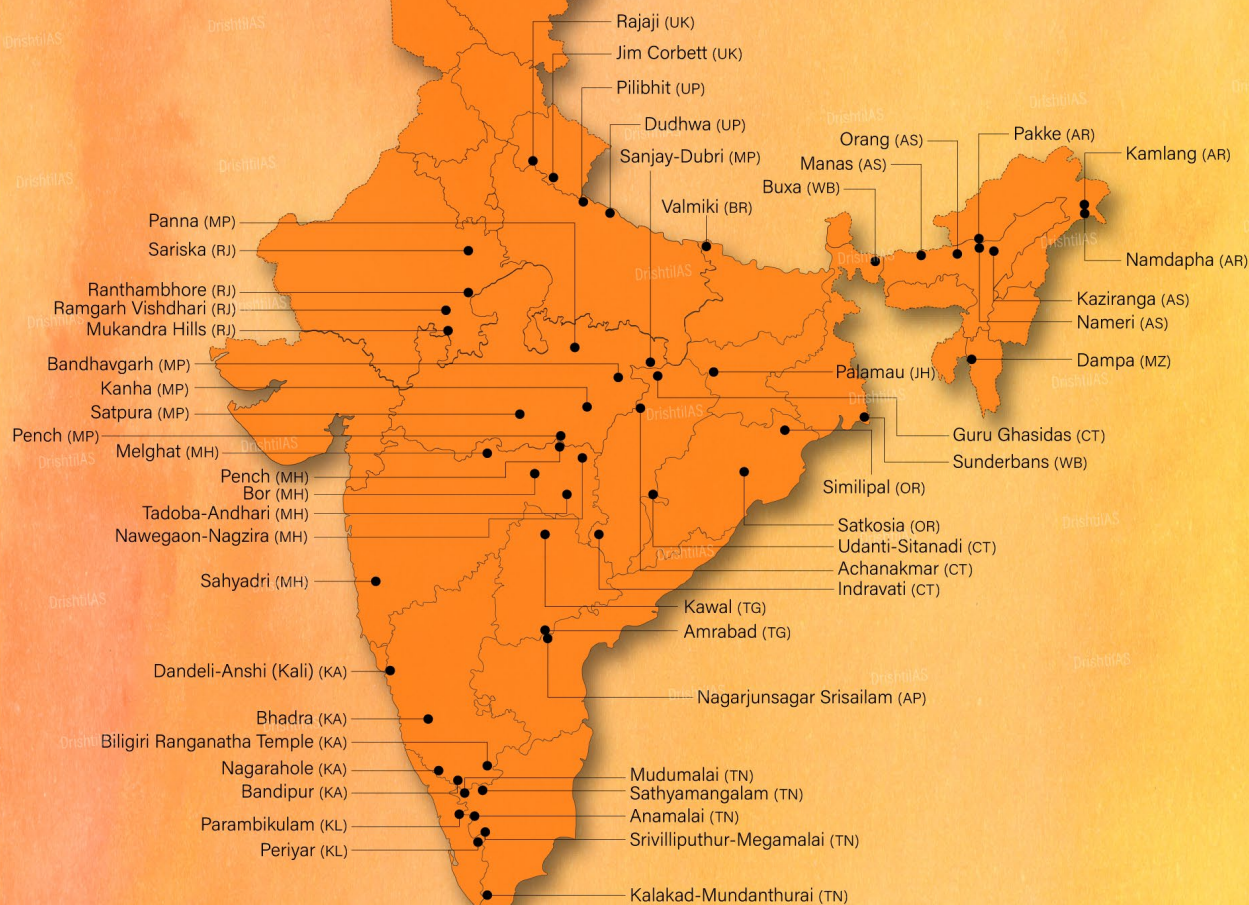 Rajaji (UK)
Jim Corbett (UK)
Pilibhit (UP)
Dudhwa (UP)
Sanjay-Dubri (MP)
Valmiki (BR)
Orang (AS)
Pakke (AR)
Manas (AS)
Kamlang (AR)
Buxa (WB)
Namdapha (AR)
Kaziranga (AS)
Nameri (AS)
Dampa (MZ)
Panna (MP)
Sariska (RJ)
Ranthambhore (RJ)
Ramgarh Vishdhari (RJ)
Mukandra Hills (RJ)
Bandhavgarh (MP)
Kanha (MP)
Satpura (MP)
Pench (MP)
Melghat (MH)
Pench (MH)
Bor (MH)
Tadoba-Andhari (MH)
Nawegaon-Nagzira (MH)
Sahyadri (MH)
Dandeli-Anshi (Kali) (KA)
Bhadra (KA)
Biligiri Ranganatha Temple (KA)
Nagarahole (KA)
Bandipur (KA)
Parambikulam (KL)
Periyar (KL)
Palamau (JH)
Guru Ghasidas (CT)
Sunderbans (WB)
Similipal (OR)
Satkosia (OR)
Udanti-Sitanadi (CT)
Achanakmar (CT)
Indravati (CT)
Kawal (TG)
Amrabad (TG)
Nagarjunsagar Srisailam (AP)
Mudumalai (TN)
Sathyamangalam (TN)
Anamalai (TN)
Srivilliputhur-Megamalai (TN)
Kalakad-Mundanthurai (TN)
DrishtiIAS